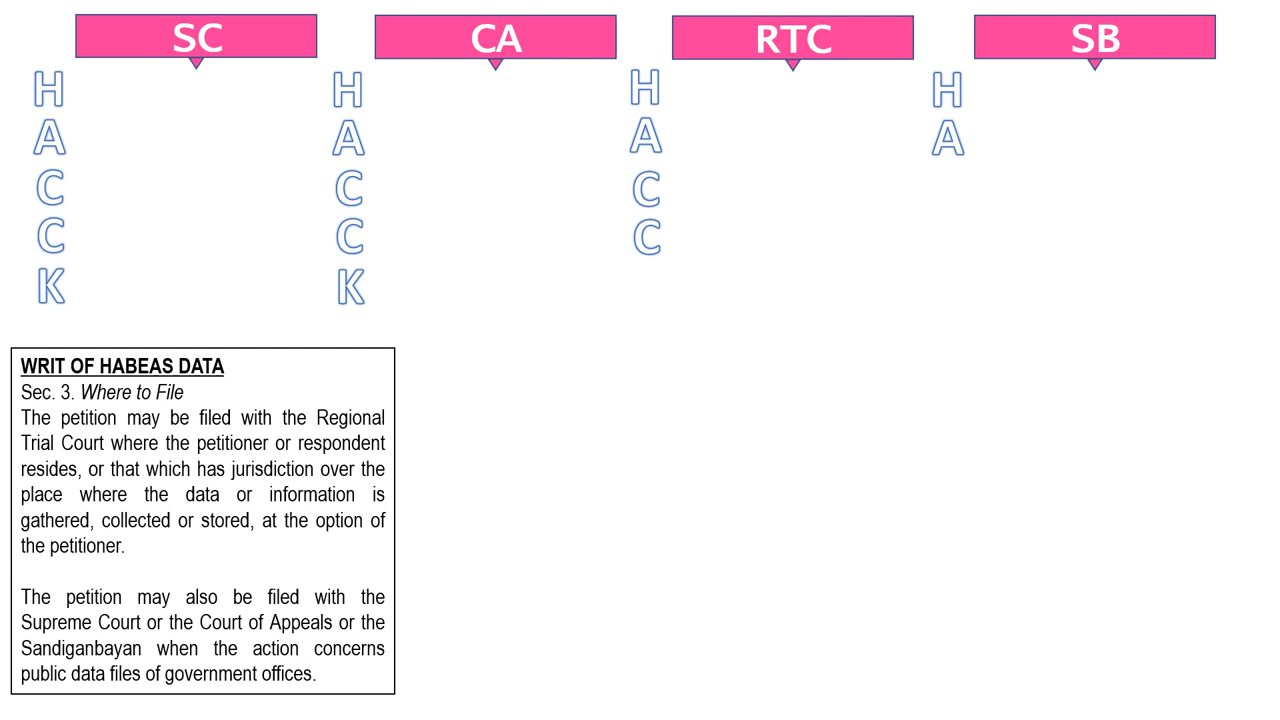 SC
H
A
C
C
K
CA
H
A
C
C
K
RTC
H
A
C
C
SB
H
A
WRIT OF HABEAS DATA
Sec. 3. Where to File
The petition may be filed with the Regional
Trial Court where the petitioner or respondent
resides, or that which has jurisdiction over the
place where the data or information is
gathered, collected or stored, at the option of
the petitioner.
The petition may also be filed with the
Supreme Court or the Court of Appeals or the
Sandiganbayan when the action concerns
public data files of government offices.